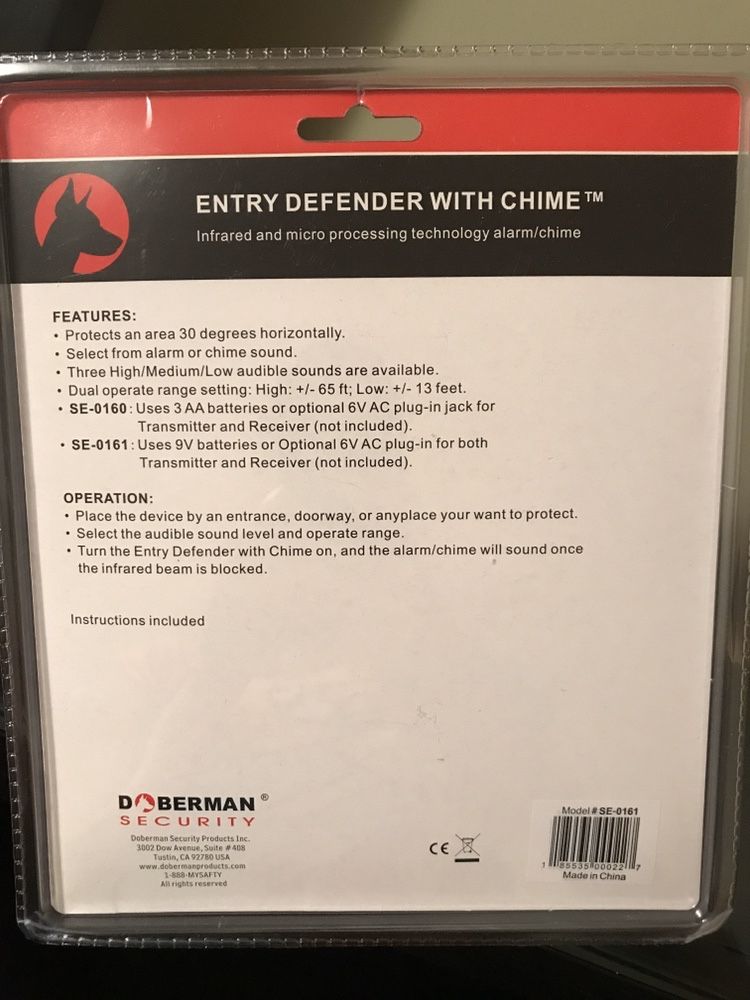 ENTRY DEFENDER WITH CHIME™
Infrared and micro processing technology alarm/chime
FEATURES:
• Protects an area 30 degrees horizontally.
• Select from alarm or chime sound.
• Three High/Medium/Low audible sounds are available.
• Dual operate range setting: High: +/- 65 ft; Low: +/- 13 feet.
• SE-0160: Uses 3 AA batteries or optional 6V AC plug-in jack for
Transmitter and Receiver (not included).
• SE-0161: Uses 9V batteries or Optional 6V AC plug-in for both
Transmitter and Receiver (not included).
OPERATION:
• Place the device by an entrance, doorway, or anyplace your want to protect.
• Select the audible sound level and operate range.
• Turn the Entry Defender with Chime on, and the alarm/chime will sound once
the infrared beam is blocked.
Instructions included
DOBERMAN®
SECURITY
Doberman Security Products Inc.
3002 Dow Avenue, Suite #408
Tustin, CA 92780 USA
www.dobermanproducts.com
1-888-MYSAFTY
All rights reserved
CE
Model # SE-0161
1 85535 00022 7
Made in China